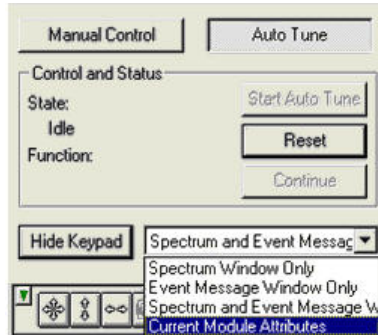 Manual Control
Auto Tune
Control and Status
State:
Start Auto Tune
Idle
Reset
Function:
Continue
Hide Keypad
Spectrum and Event Messag
Spectrum Window Only
Event Message Window Only
Spectrum and Event Message W
Current Module Attributes